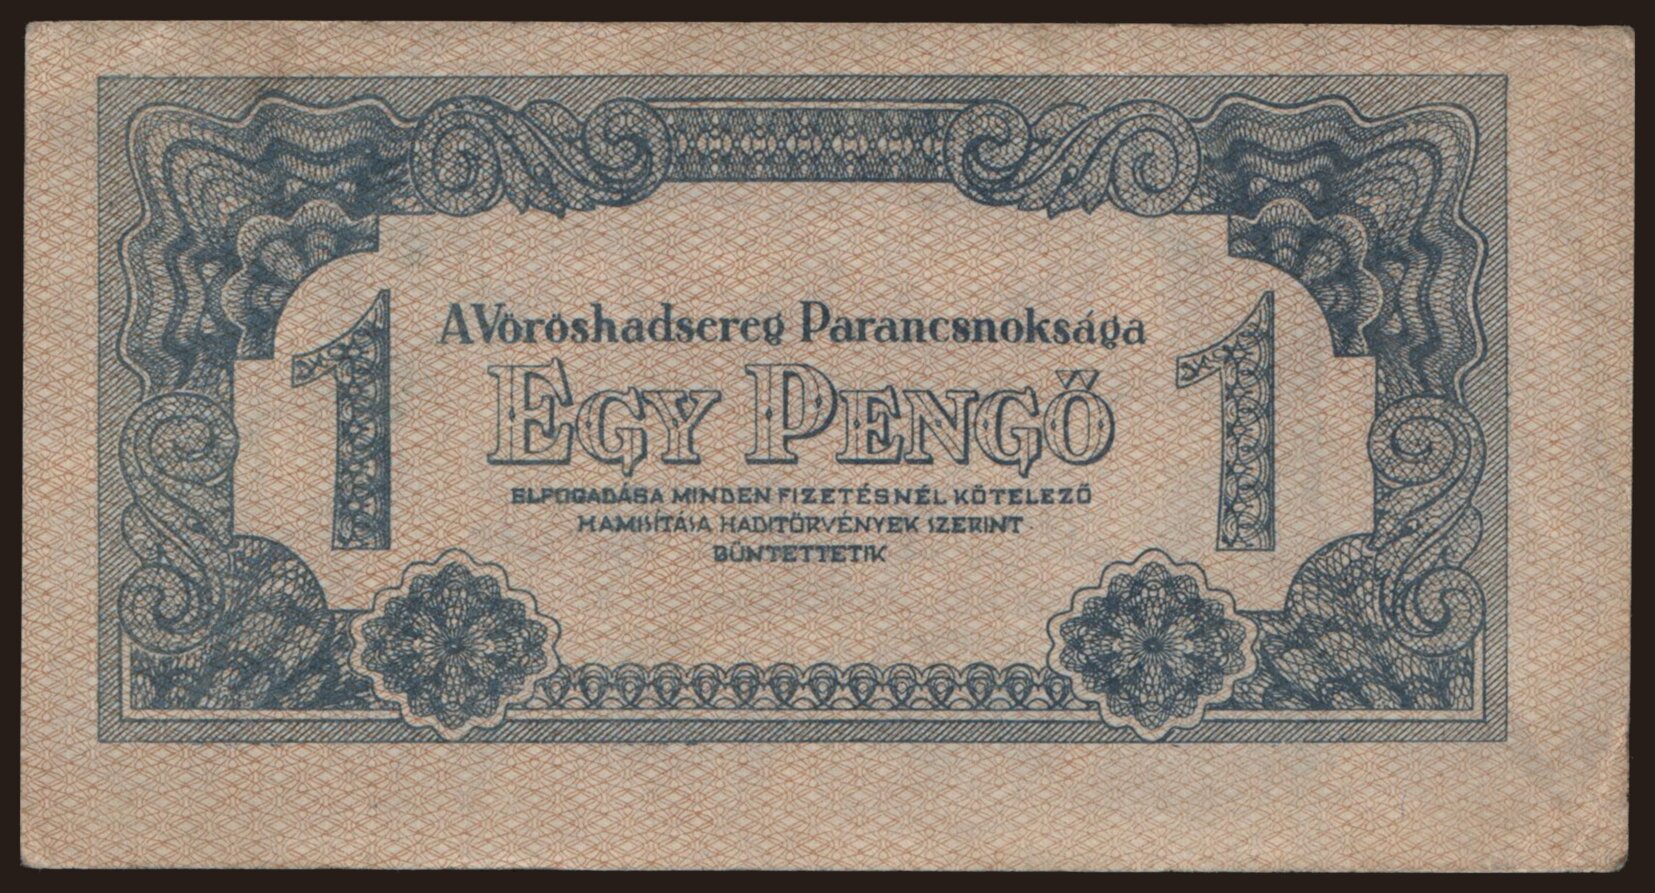 A Vöröshadsereg Parancsnoksága
1 EGY PENGŐ 1
ELFOGADÁSA MINDEN FIZETÉSNÉL KÖTELEZŐ
HAMISÍTÁSA HADITÖRVÉNYEK SZERINT
BÜNTETTETIK